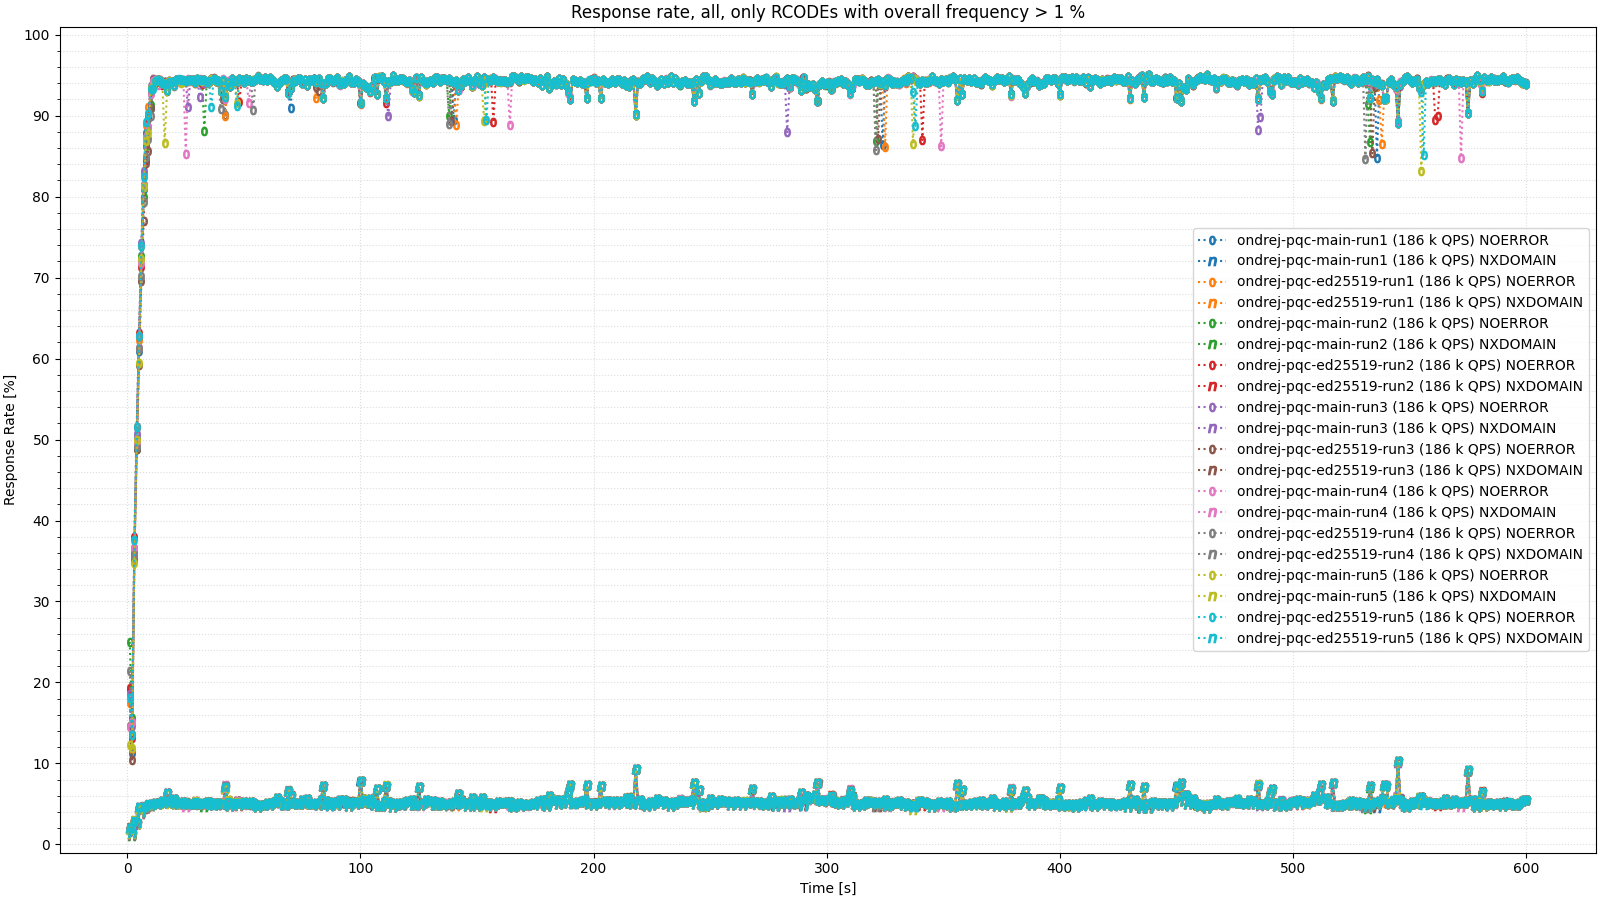 Response rate, all, only RCODEs with overall frequency > 1 %
100
90
80
70
60
50
40
30
20
10
0
Response Rate [%]
0 100 200 300 400 500 600
Time [s]
ondrej-pqc-main-run1 (186 k QPS) NOERROR
ondrej-pqc-main-run1 (186 k QPS) NXDOMAIN
ondrej-pqc-ed25519-run1 (186 k QPS) NOERROR
ondrej-pqc-ed25519-run1 (186 k QPS) NXDOMAIN
ondrej-pqc-main-run2 (186 k QPS) NOERROR
ondrej-pqc-main-run2 (186 k QPS) NXDOMAIN
ondrej-pqc-ed25519-run2 (186 k QPS) NOERROR
ondrej-pqc-ed25519-run2 (186 k QPS) NXDOMAIN
ondrej-pqc-main-run3 (186 k QPS) NOERROR
ondrej-pqc-main-run3 (186 k QPS) NXDOMAIN
ondrej-pqc-ed25519-run3 (186 k QPS) NOERROR
ondrej-pqc-ed25519-run3 (186 k QPS) NXDOMAIN
ondrej-pqc-main-run4 (186 k QPS) NOERROR
ondrej-pqc-main-run4 (186 k QPS) NXDOMAIN
ondrej-pqc-ed25519-run4 (186 k QPS) NOERROR
ondrej-pqc-ed25519-run4 (186 k QPS) NXDOMAIN
ondrej-pqc-main-run5 (186 k QPS) NOERROR
ondrej-pqc-main-run5 (186 k QPS) NXDOMAIN
ondrej-pqc-ed25519-run5 (186 k QPS) NOERROR
ondrej-pqc-ed25519-run5 (186 k QPS) NXDOMAIN